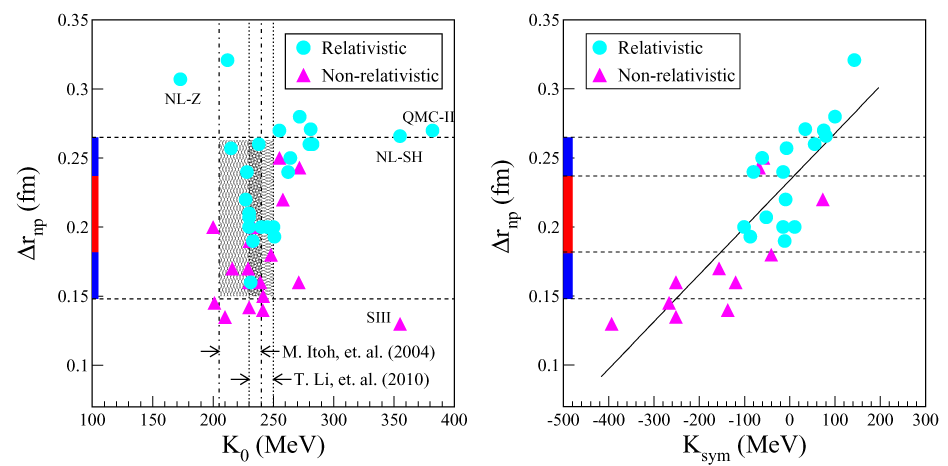 0.35
0.3
0.25
0.2
0.15
0.1
Δr_np (fm)
Relativistic
Non-relativistic
NL-Z
QMC-II
NL-SH
SIII
M. Itoh, et. al (2004)
T. Li, et. al (2010)
100 150 200 250 300 350 400
K_0 (MeV)
0.35
0.3
0.25
0.2
0.15
0.1
Δr_np (fm)
Relativistic
Non-relativistic
-500 -400 -300 -200 -100 0 100 200 300
K_sym (MeV)